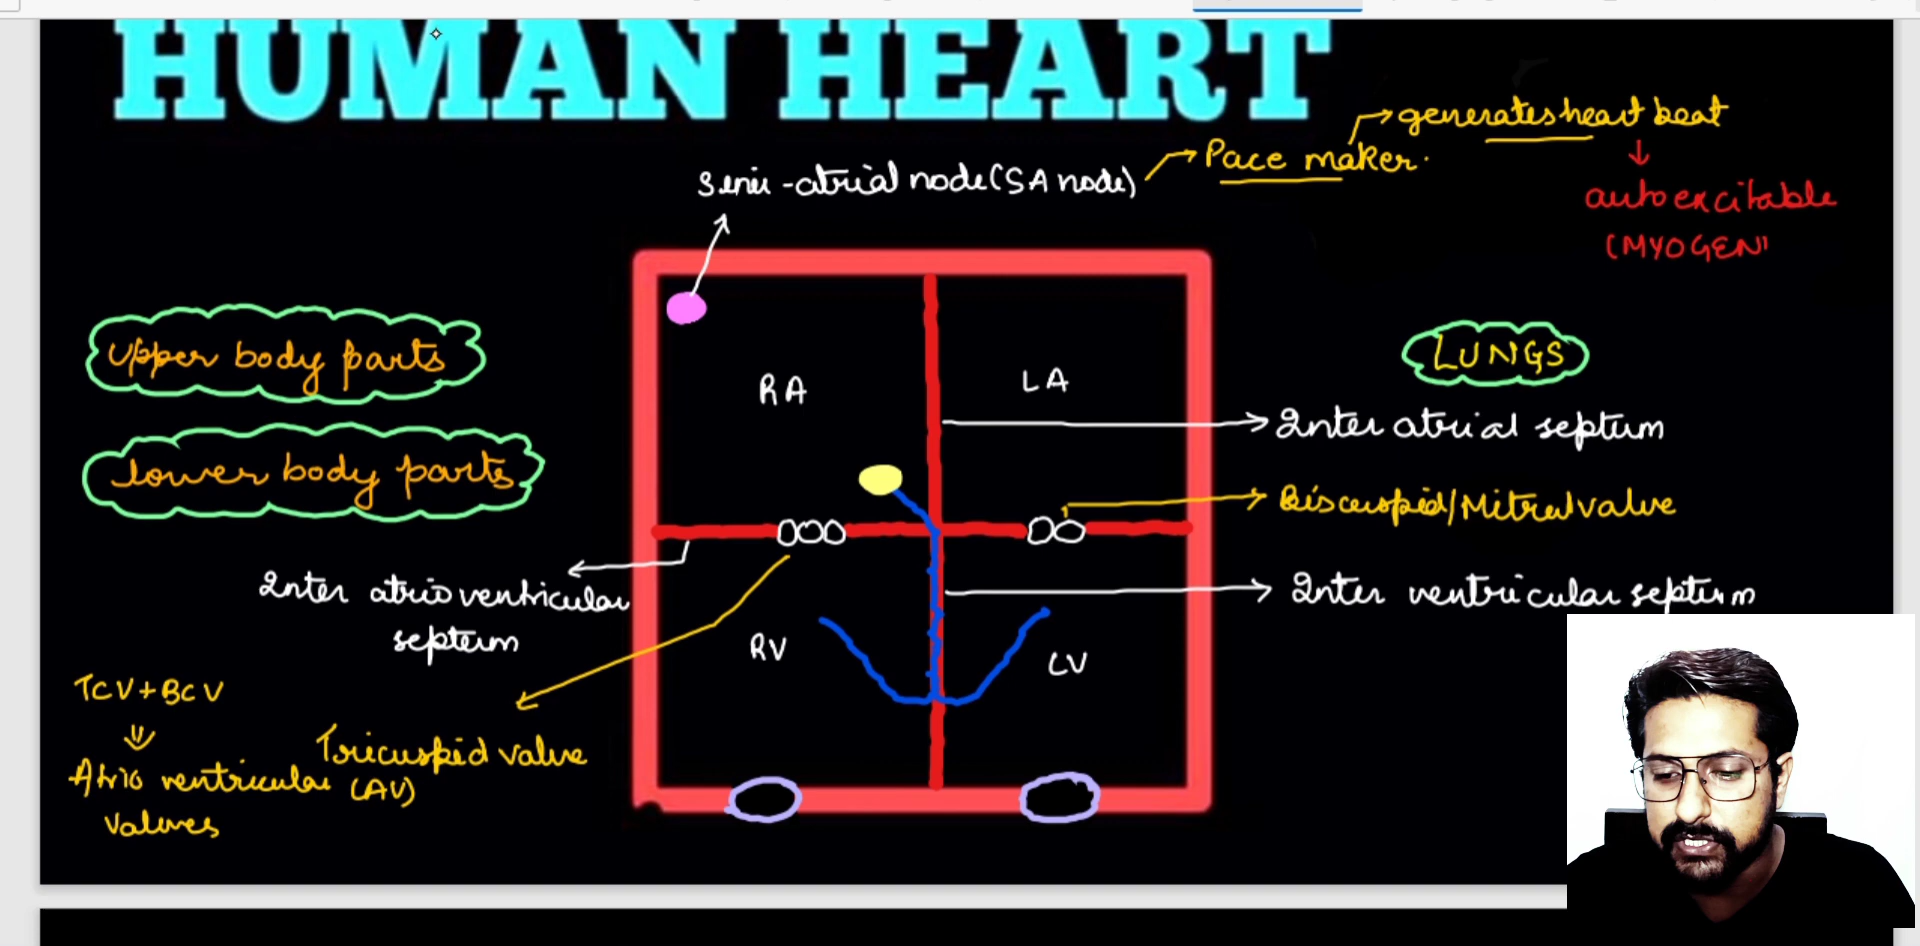 HUMAN HEART
generates heart beat
Pace maker.
Senu-atrial node (SA node)
autoexcitable
(MYOGENI
upper body parts
LUNGS
RA
LA
Inter atrial septum
lower body parts
Biscuspid/Mitral valve
Inter atrio ventricular
septum
Inter ventricular septum
RV
LV
TCV+BCV
Tricuspid valve
Atrio ventricular (AV)
Valves